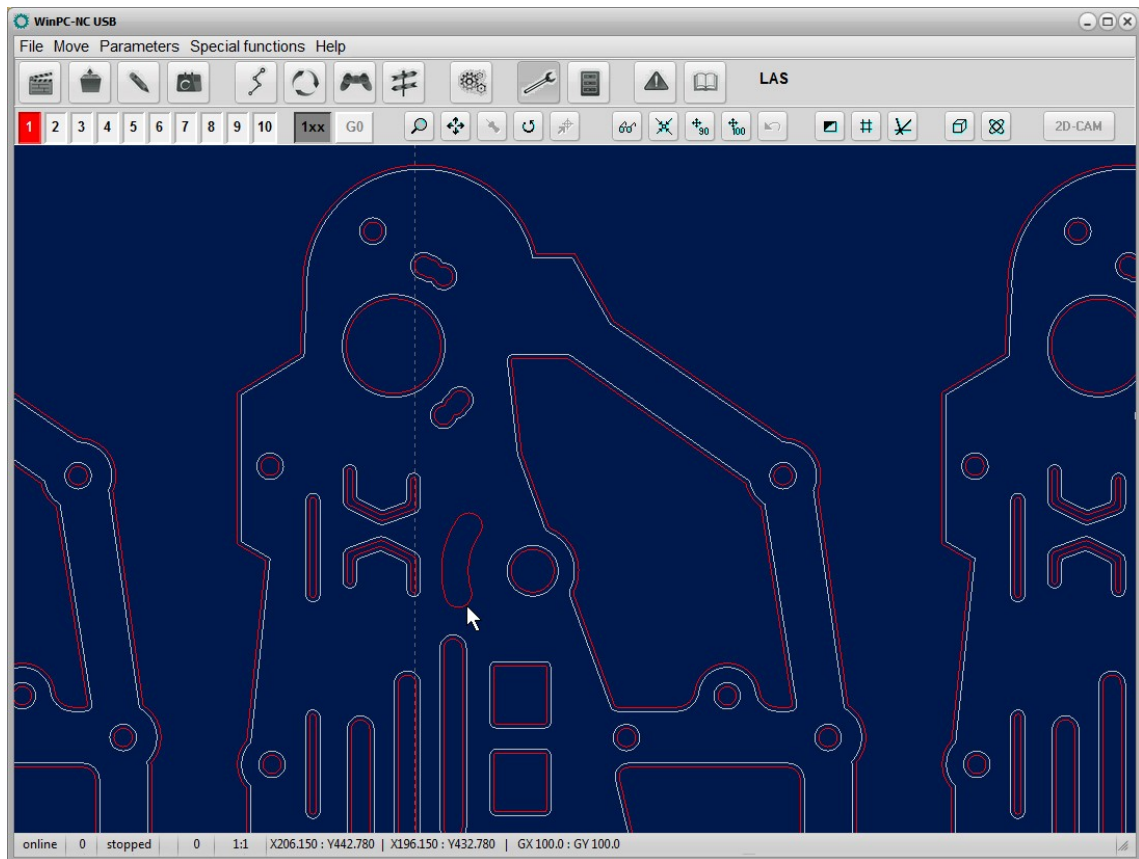 WinPC-NC USB
File Move Parameters Special functions Help
LAS
1 2 3 4 5 6 7 8 9 10 1xx G0 90 100 2D-CAM
online 0 stopped 0 1:1 X206.150 : Y442.780 | X196.150 : Y432.780 | GX 100.0 : GY 100.0